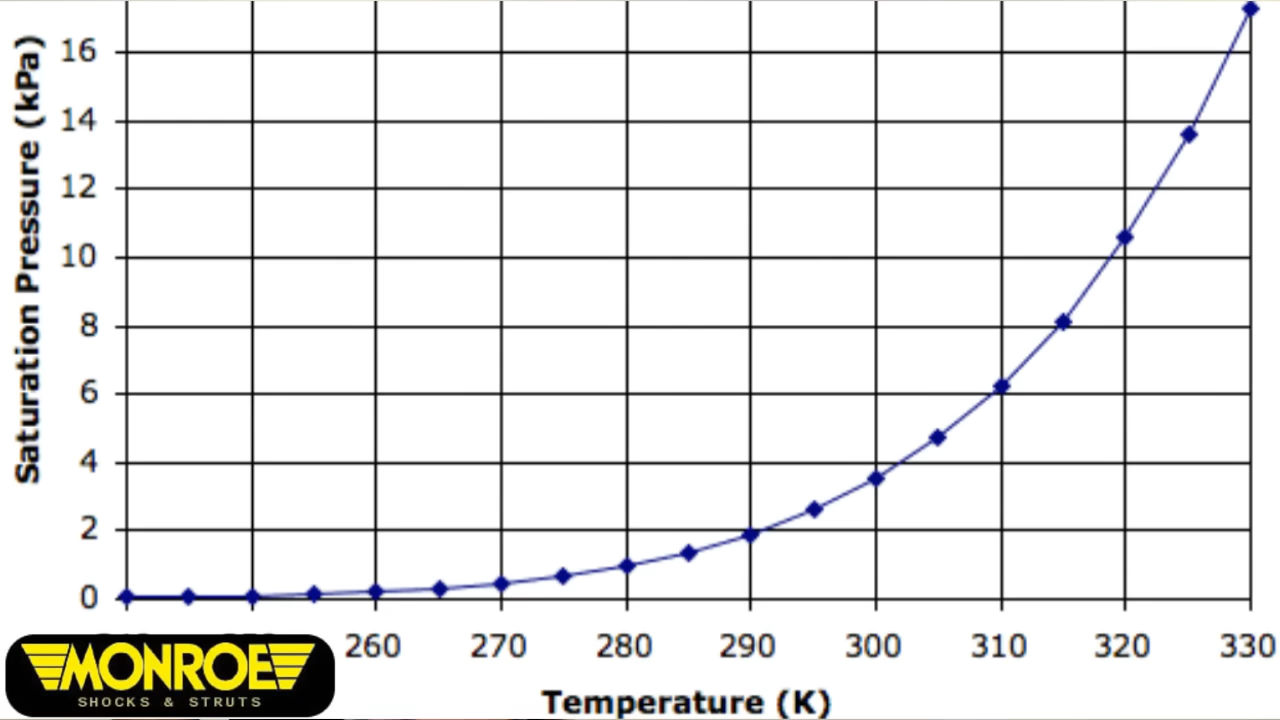 Saturation Pressure (kPa)
16
14
12
10
8
6
4
2
0
260 270 280 290 300 310 320 330
Temperature (K)
MONROE
SHOCKS & STRUTS